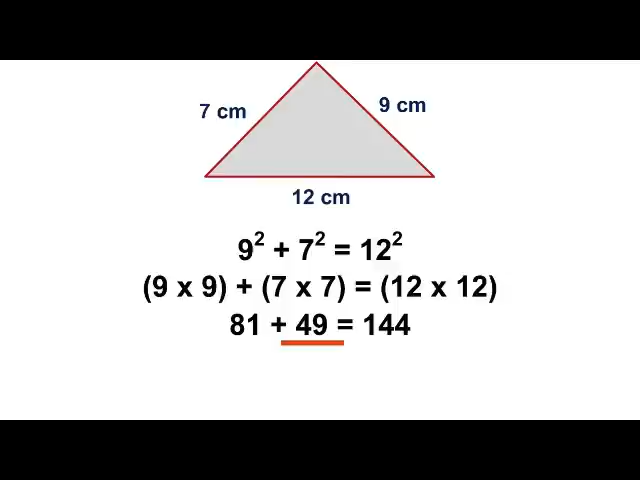 7 cm
9 cm
12 cm
9² + 7² = 12²
(9 x 9) + (7 x 7) = (12 x 12)
81 + 49 = 144